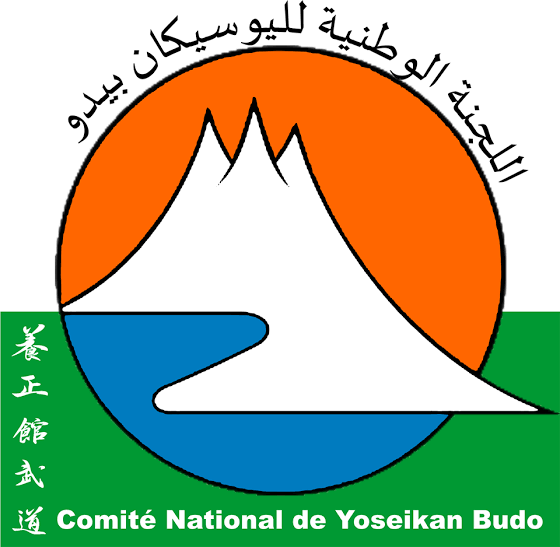 اللجنة الوطنية لليوسيكان بيدو
養正館武道
Comité National de Yoseikan Budo